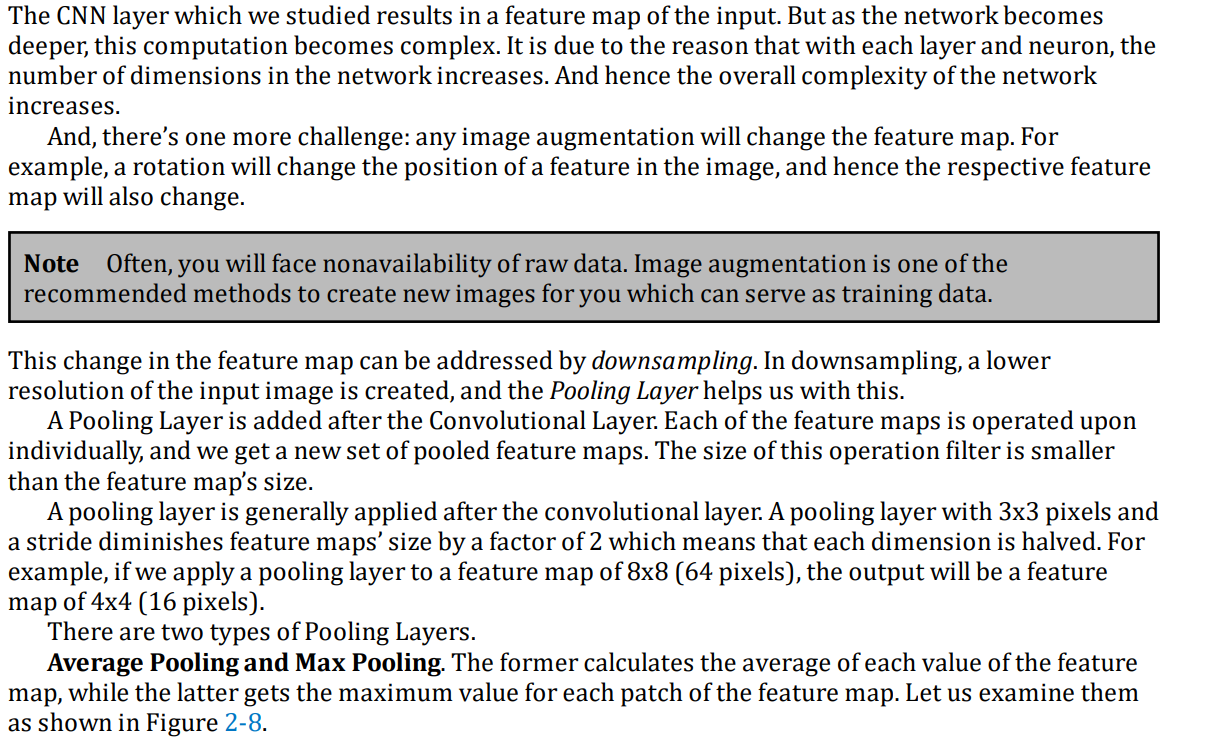 The CNN layer which we studied results in a feature map of the input. But as the network becomes
deeper, this computation becomes complex. It is due to the reason that with each layer and neuron, the
number of dimensions in the network increases. And hence the overall complexity of the network
increases.
And, there’s one more challenge: any image augmentation will change the feature map. For
example, a rotation will change the position of a feature in the image, and hence the respective feature
map will also change.
Note Often, you will face nonavailability of raw data. Image augmentation is one of the
recommended methods to create new images for you which can serve as training data.
This change in the feature map can be addressed by downsampling. In downsampling, a lower
resolution of the input image is created, and the Pooling Layer helps us with this.
A Pooling Layer is added after the Convolutional Layer. Each of the feature maps is operated upon
individually, and we get a new set of pooled feature maps. The size of this operation filter is smaller
than the feature map’s size.
A pooling layer is generally applied after the convolutional layer. A pooling layer with 3x3 pixels and
a stride diminishes feature maps’ size by a factor of 2 which means that each dimension is halved. For
example, if we apply a pooling layer to a feature map of 8x8 (64 pixels), the output will be a feature
map of 4x4 (16 pixels).
There are two types of Pooling Layers.
Average Pooling and Max Pooling. The former calculates the average of each value of the feature
map, while the latter gets the maximum value for each patch of the feature map. Let us examine them
as shown in Figure 2-8.